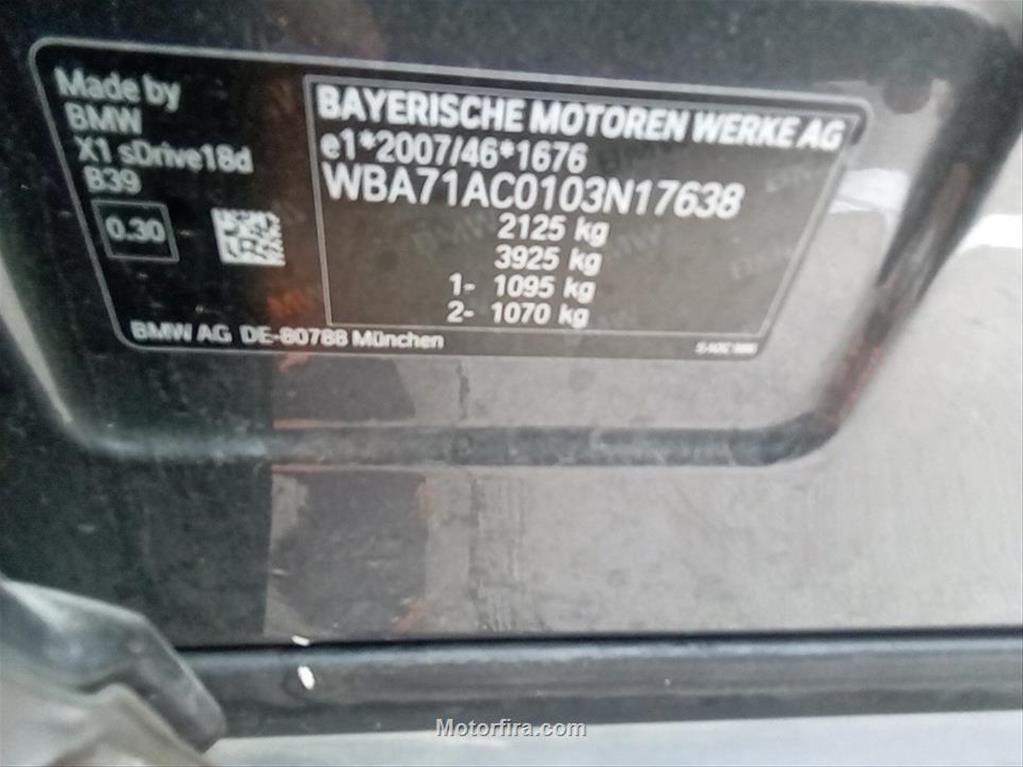 Made by
BMW
X1 sDrive18d
B39
0.30
BAYERISCHE MOTOREN WERKE AG
e1*2007/46*1676
WBA71AC0103N17638
2125 kg
3925 kg
1- 1095 kg
2- 1070 kg
BMW AG DE-80788 München
Motorfira.com